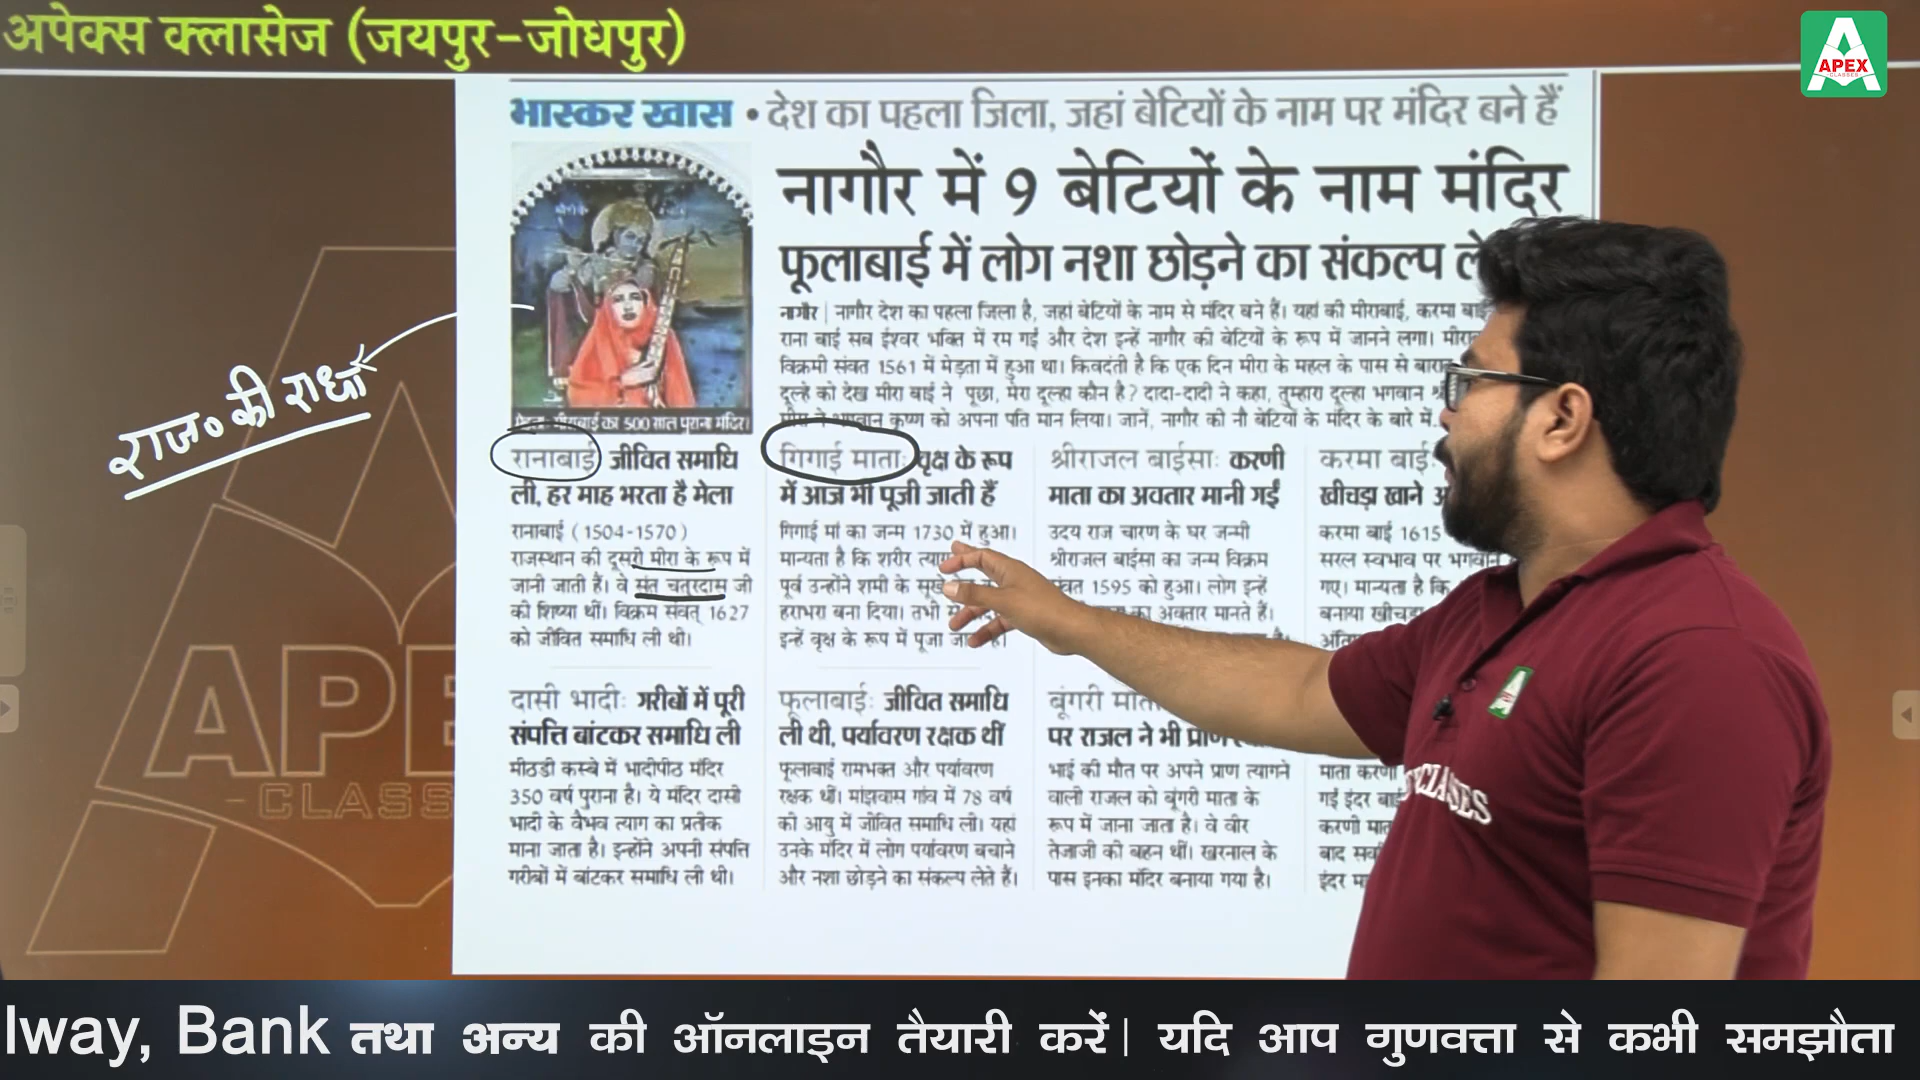 अपेक्स क्लासेज (जयपुर-जोधपुर)
APEX
CLASSES
भास्कर खास • देश का पहला जिला, जहां बेटियों के नाम पर मंदिर बने हैं
नागौर में 9 बेटियों के नाम मंदिर
फूलाबाई में लोग नशा छोड़ने का संकल्प ले
नागौर | नागौर देश का पहला जिला है, जहां बेटियों के नाम से मंदिर बने हैं। यहां की मीराबाई, करमा बाई
राना बाई सब ईश्वर भक्ति में रम गईं और देश इन्हें नागौर की बेटियों के रूप में जानने लगा।
विक्रमी संवत 1561 में मेड़ता में हुआ था। किवदंती है कि एक दिन मीरा के महल के पास से
दूल्हे को देख मीरा बाई ने पूछा, मेरा दूल्हा कौन है? दादा-दादी ने कहा, तुम्हारा दूल्हा भगवान
भगवान कृष्ण को अपना पति मान लिया। जानें, नागौर की नौ बेटियों के मंदिर के बारे में..
मीराबाई का 500 साल पुराना मंदिर।
राज० की राधा
रानाबाई जीवित समाधि
ली, हर माह भरता है मेला
रानाबाई (1504-1570)
राजस्थान की दूसरी मीरा के रूप में
जानी जाती हैं। वे संत चतुरदास जी
की शिष्या थीं। विक्रम संवत् 1627
को जीवित समाधि ली थी।
गिगाई माता: वृक्ष के रूप
में आज भी पूजी जाती हैं
गिगाई मां का जन्म 1730 में हुआ।
मान्यता है कि शरीर
पूर्व उन्होंने शमी के सूखे
हराभरा बना दिया। तभी
इन्हें वृक्ष के रूप में पूजा
श्रीराजल बाईसा: करणी
माता का अवतार मानी गईं
उदय राज चारण के घर जन्मी
श्रीराजल बाईसा का जन्म विक्रम
संवत 1595 को हुआ। लोग इन्हें
का अवतार मानते हैं।
करमा बाई:
खीचड़ा खाने
करमा बाई 1615
सरल स्वभाव पर भगवान
गए। मान्यता है कि
बनाया
दासी भादी: गरीबों में पूरी
संपत्ति बांटकर समाधि ली
मीठडी कस्बे में भादीपीठ मंदिर
350 वर्ष पुराना है। ये मंदिर दासी
भादी के वैभव त्याग का प्रतीक
माना जाता है। इन्होंने अपनी संपत्ति
गरीबों में बांटकर समाधि ली थी।
फूलाबाई: जीवित समाधि
ली थी, पर्यावरण रक्षक थीं
फूलाबाई रामभक्त और पर्यावरण
रक्षक थीं। मांझवास गांव में 78 वर्ष
की आयु में जीवित समाधि ली। यहां
उनके मंदिर में लोग पर्यावरण बचाने
और नशा छोड़ने का संकल्प लेते हैं।
बूंगरी
पर राजल ने भी
भाई की मौत पर अपने प्राण त्यागने
वाली राजल को बूंगरी माता के
रूप में जाना जाता है। वे वीर
तेजाजी की बहन थीं। खरनाल के
पास इनका मंदिर बनाया गया है।
माता करणी
गई इंदर
करणी
बाद
इंदर
APE
-CLASS
APEX
lway, Bank तथा अन्य की ऑनलाइन तैयारी करें| यदि आप गुणवत्ता से कभी समझौता